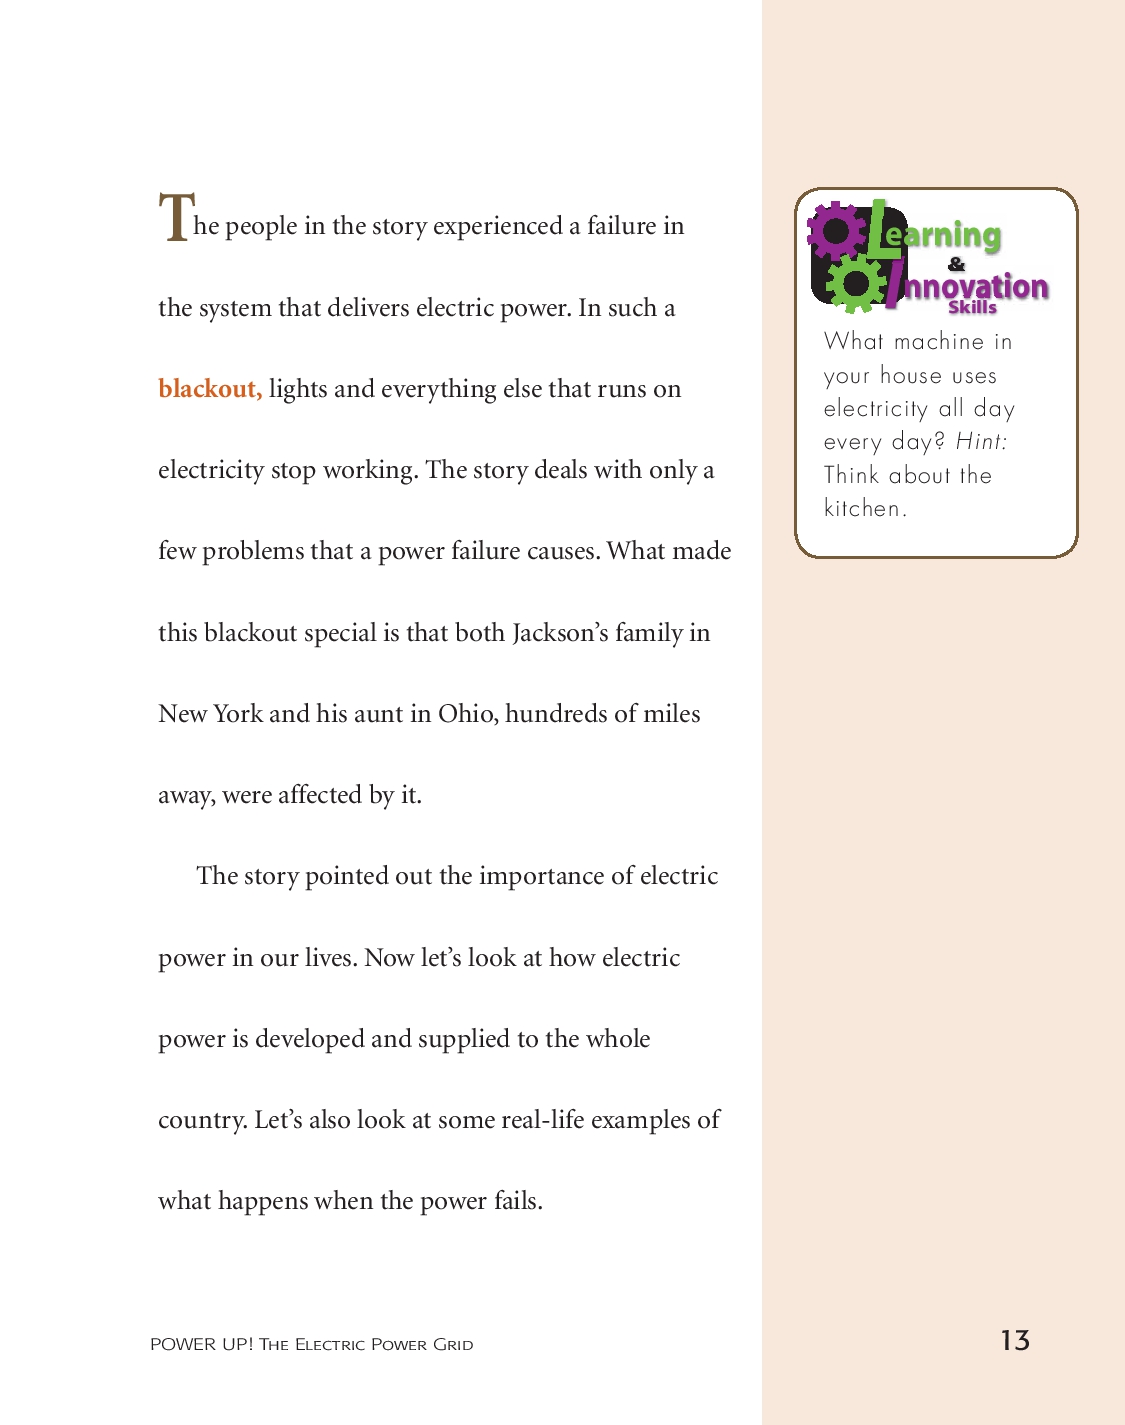 The people in the story experienced a failure in
the system that delivers electric power. In such a
blackout, lights and everything else that runs on
electricity stop working. The story deals with only a
few problems that a power failure causes. What made
this blackout special is that both Jackson’s family in
New York and his aunt in Ohio, hundreds of miles
away, were affected by it.
The story pointed out the importance of electric
power in our lives. Now let’s look at how electric
power is developed and supplied to the whole
country. Let’s also look at some real-life examples of
what happens when the power fails.
Learning
&
Innovation
Skills
What machine in
your house uses
electricity all day
every day? Hint:
Think about the
kitchen.
POWER UP! The Electric Power Grid
13